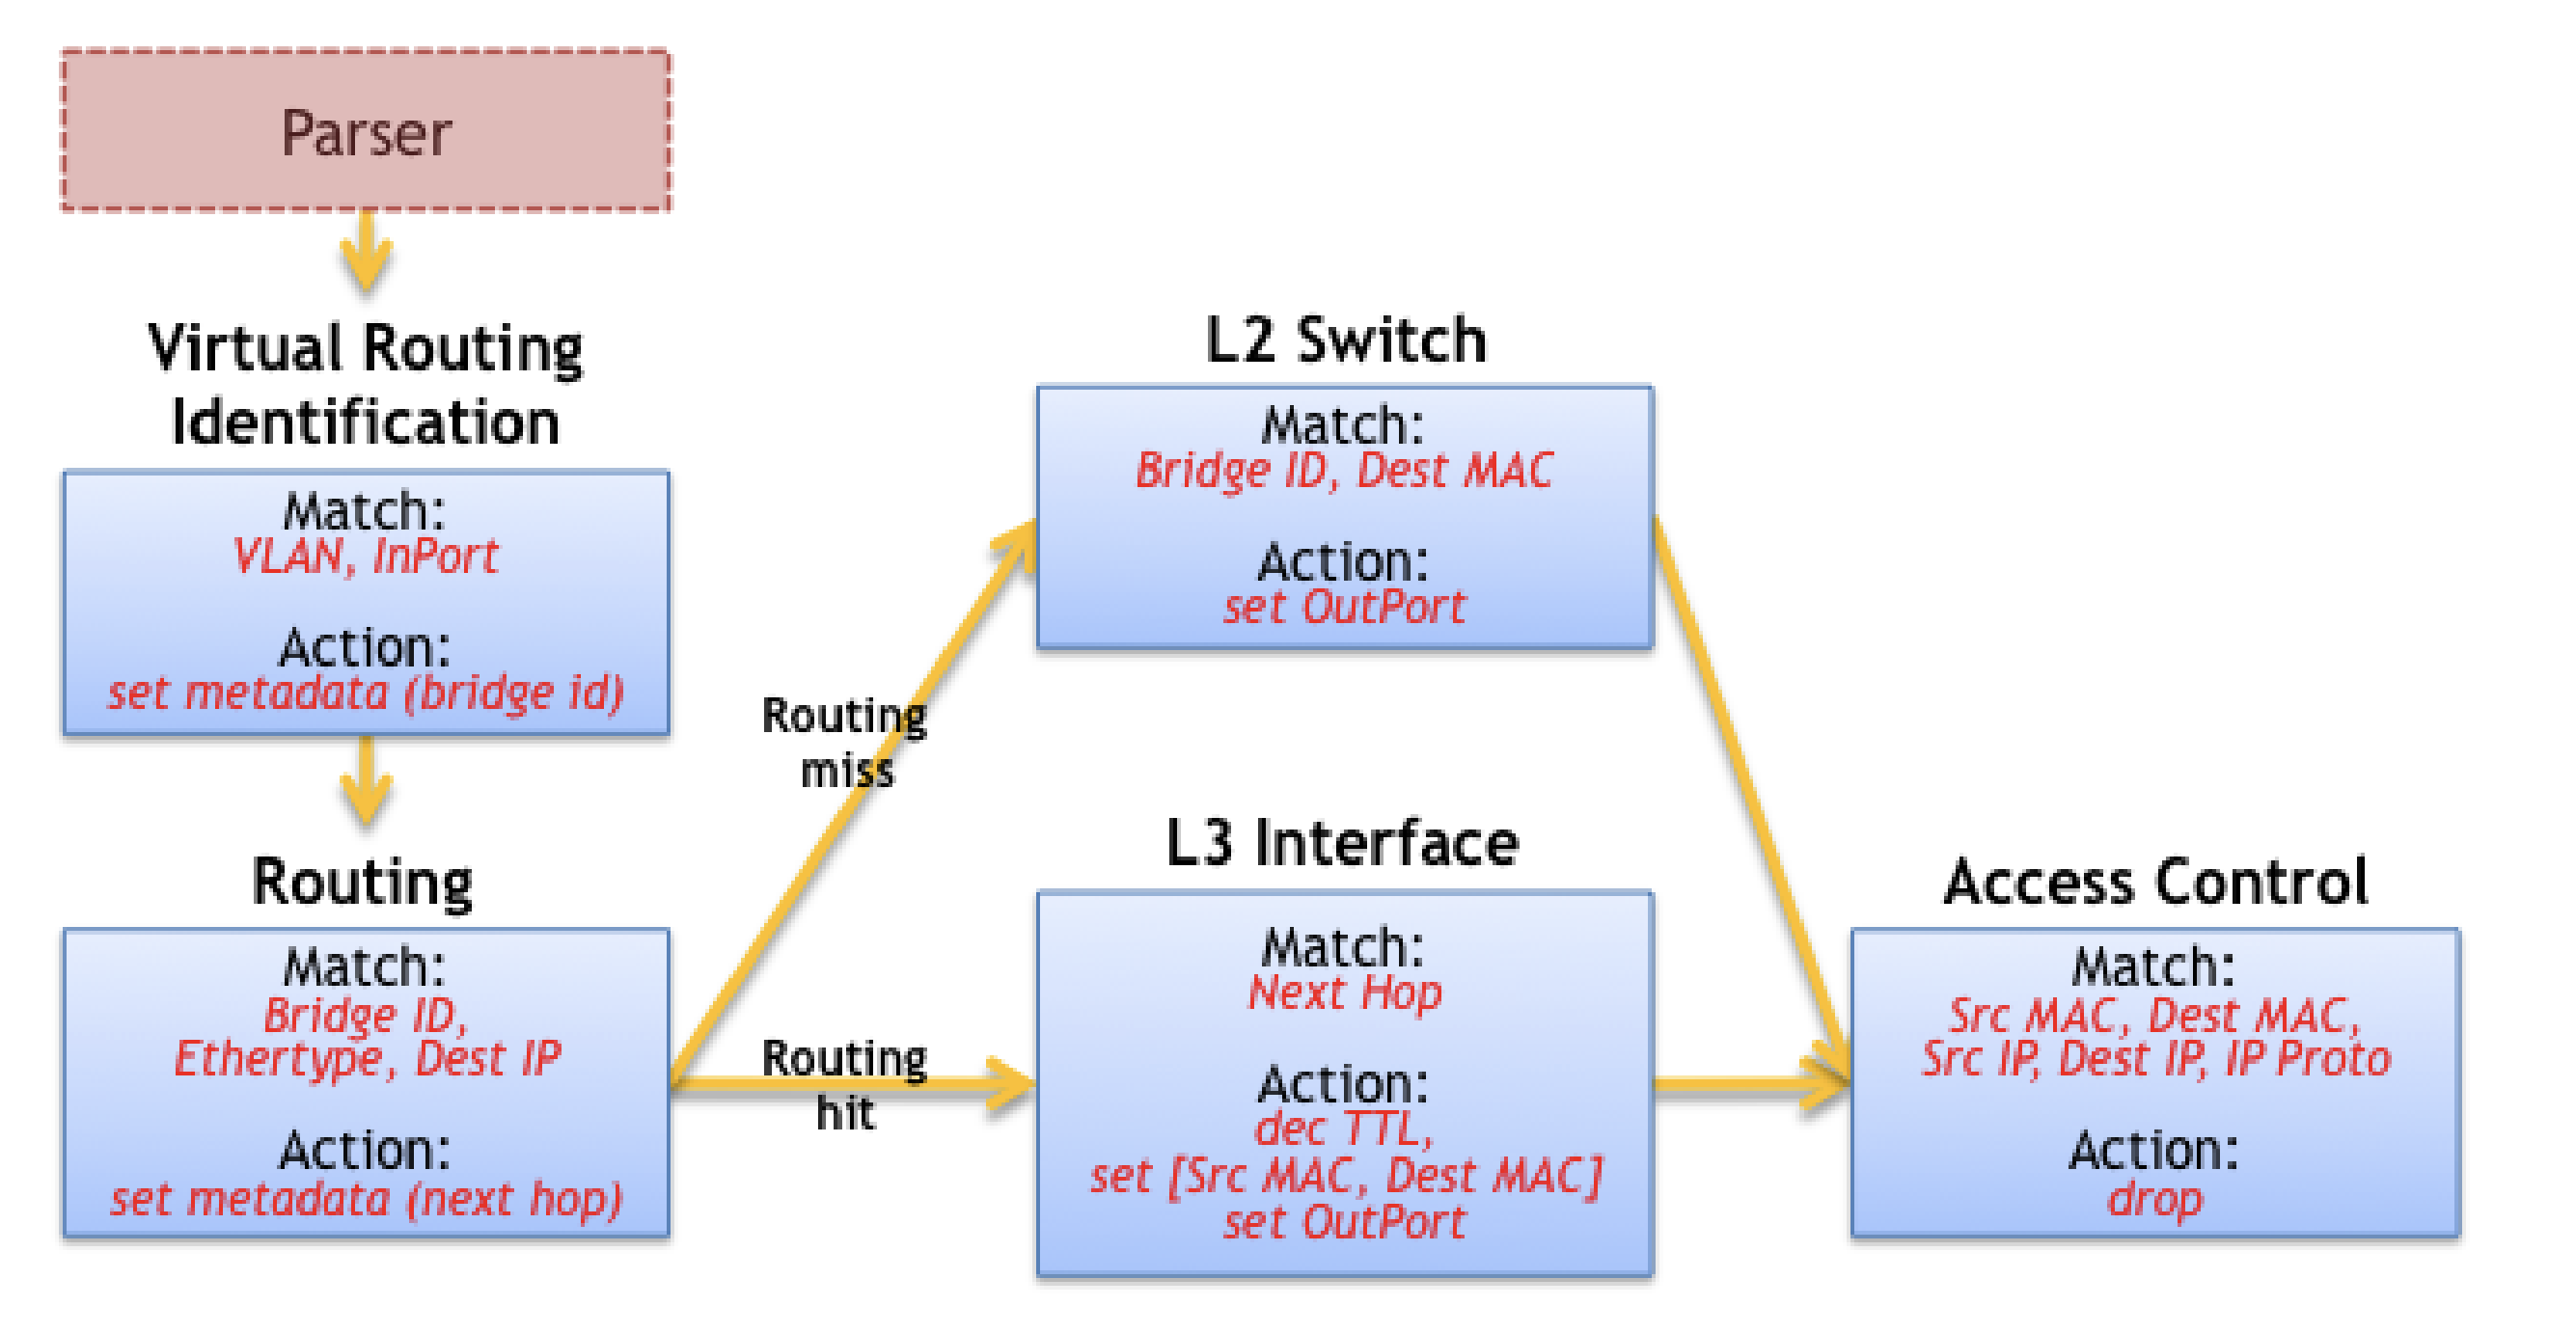 Parser
Virtual Routing
Identification
Match:
VLAN, InPort
Action:
set metadata (bridge id)
Routing
Match:
Bridge ID,
Ethertype, Dest IP
Action:
set metadata (next hop)
Routing
miss
Routing
hit
L2 Switch
Match:
Bridge ID, Dest MAC
Action:
set OutPort
L3 Interface
Match:
Next Hop
Action:
dec TTL,
set [Src MAC, Dest MAC]
set OutPort
Access Control
Match:
Src MAC, Dest MAC,
Src IP, Dest IP, IP Proto
Action:
drop